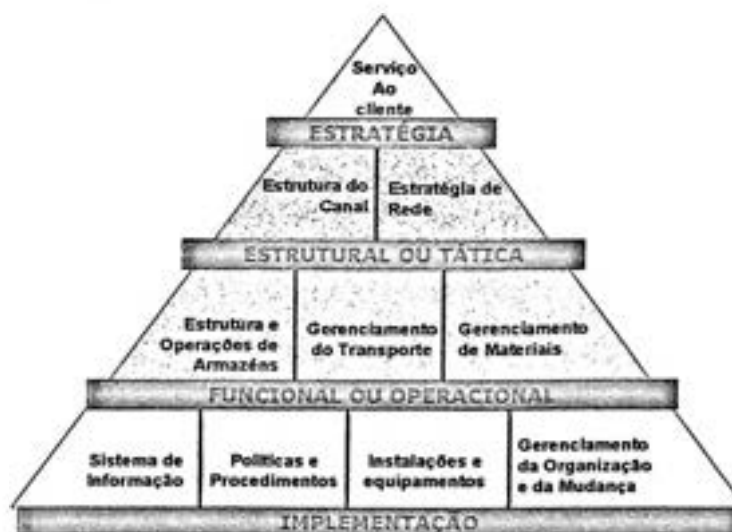 Serviço
Ao
cliente
ESTRATÉGIA
Estrutura do
Canal
Estratégia de
Rede
ESTRUTURAL OU TÁTICA
Estrutura e
Operações de
Armazéns
Gerenciamento
do Transporte
Gerenciamento
de Materiais
FUNCIONAL OU OPERACIONAL
Sistema de
Informação
Políticas e
Procedimentos
Instalações e
equipamentos
Gerenciamento
da Organização
e da Mudança
IMPLEMENTAÇÃO